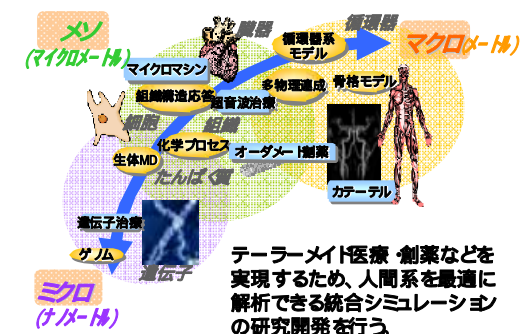 メソ
(マイクロメートル)
臓器
循環器
循環器系
モデル
マクロ(メートル)
マイクロマシン
組織構造応答
超音波治療
多物理連成
骨格モデル
細胞
組織
化学プロセス
オーダメード創薬
生体MD
たんぱく質
カテーテル
遺伝子治療
ゲノム
遺伝子
ミクロ
(ナノメートル)
テーラーメイド医療・創薬などを
実現するため、人間系を最適に
解析できる統合シミュレーション
の研究開発を行う。